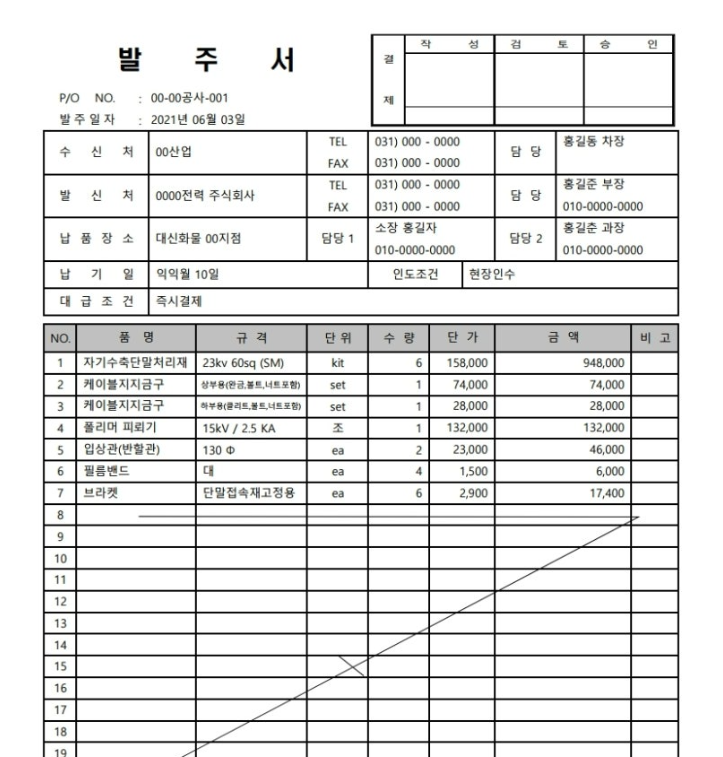 발 주 서
결 제
작 성 검 토 승 인
P/O NO. : 00-00공사-001
발 주 일 자 : 2021년 06월 03일
수 신 처 00산업 TEL 031) 000 - 0000 담 당 홍길동 차장
FAX 031) 000 - 0000
발 신 처 0000전력 주식회사 TEL 031) 000 - 0000 담 당 홍길준 부장
FAX 031) 000 - 0000 010-0000-0000
납 품 장 소 대신화물 00지점 담당 1 소장 홍길자 담당 2 홍길춘 과장
010-0000-0000 010-0000-0000
납 기 일 익익월 10일 인도조건 현장인수
대 급 조 건 즉시결제
NO. 품 명 규 격 단 위 수 량 단 가 금 액 비 고
1 자기수축단말처리재 23kv 60sq (SM) kit 6 158,000 948,000
2 케이블지지금구 상부용(완금,볼트,너트포함) set 1 74,000 74,000
3 케이블지지금구 하부용(클리트,볼트,너트포함) set 1 28,000 28,000
4 폴리머 피뢰기 15kV / 2.5 KA 조 1 132,000 132,000
5 입상관(반할관) 130 Φ ea 2 23,000 46,000
6 필름밴드 대 ea 4 1,500 6,000
7 브라켓 단말접속재고정용 ea 6 2,900 17,400
8
9
10
11
12
13
14
15
16
17
18
19